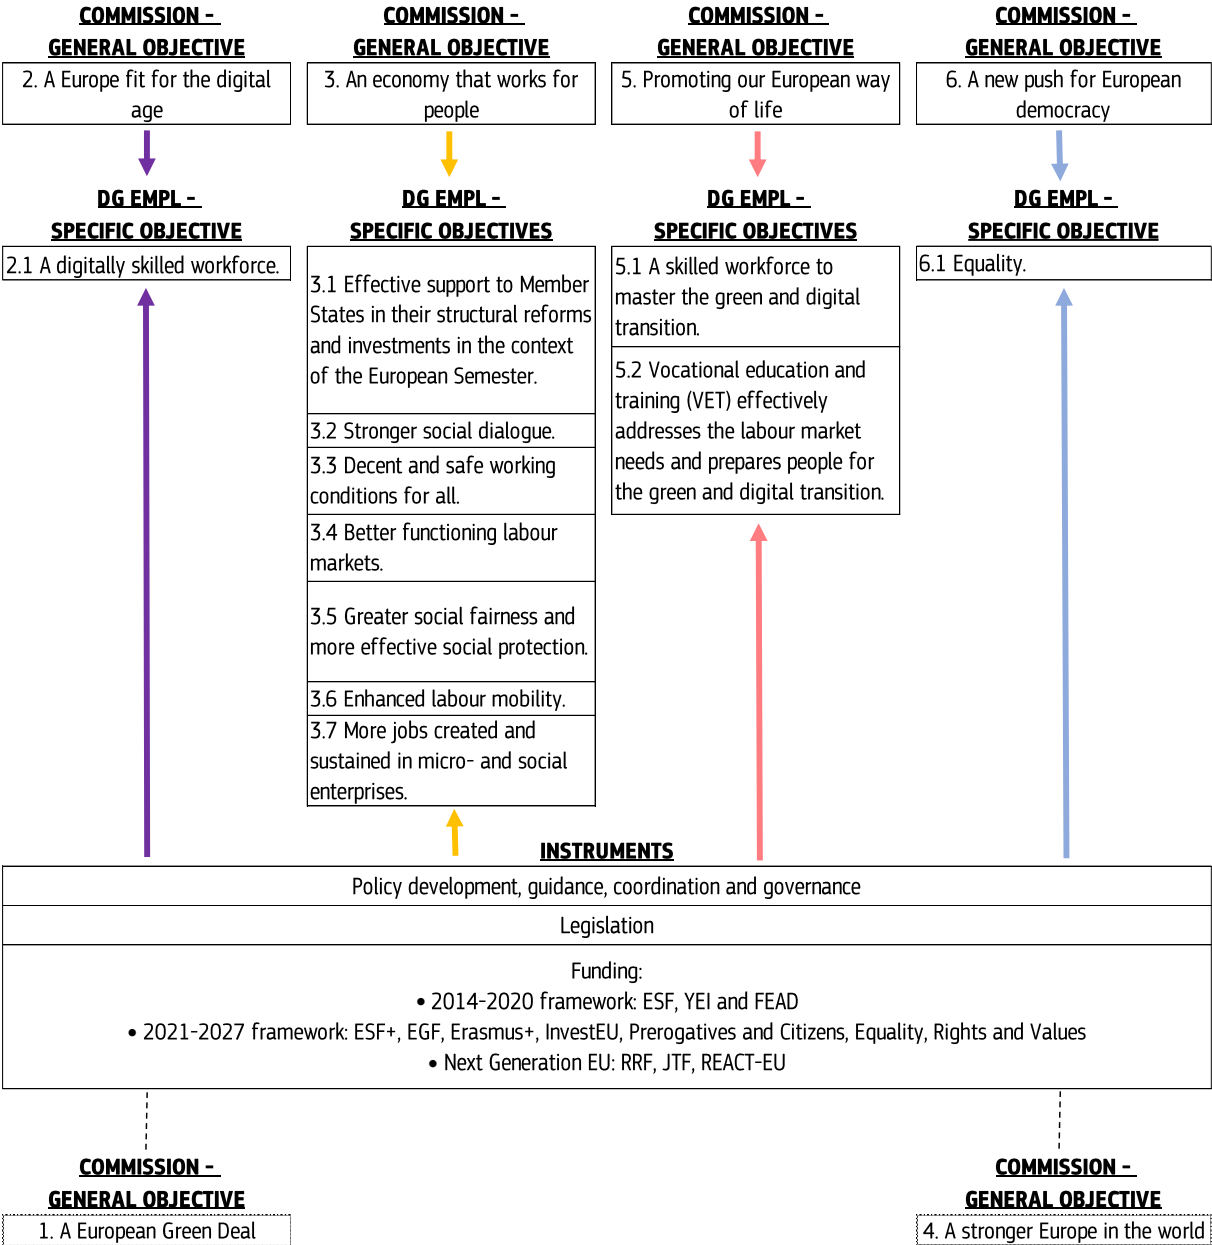 COMMISSION –
GENERAL OBJECTIVE
2. A Europe fit for the digital
age
DG EMPL –
SPECIFIC OBJECTIVE
2.1 A digitally skilled workforce.
COMMISSION –
GENERAL OBJECTIVE
3. An economy that works for
people
DG EMPL –
SPECIFIC OBJECTIVES
3.1 Effective support to Member
States in their structural reforms
and investments in the context
of the European Semester.
3.2 Stronger social dialogue.
3.3 Decent and safe working
conditions for all.
3.4 Better functioning labour
markets.
3.5 Greater social fairness and
more effective social protection.
3.6 Enhanced labour mobility.
3.7 More jobs created and
sustained in micro- and social
enterprises.
COMMISSION –
GENERAL OBJECTIVE
5. Promoting our European way
of life
DG EMPL –
SPECIFIC OBJECTIVES
5.1 A skilled workforce to
master the green and digital
transition.
5.2 Vocational education and
training (VET) effectively
addresses the labour market
needs and prepares people for
the green and digital transition.
COMMISSION –
GENERAL OBJECTIVE
6. A new push for European
democracy
DG EMPL –
SPECIFIC OBJECTIVE
6.1 Equality.
INSTRUMENTS
Policy development, guidance, coordination and governance
Legislation
Funding:
• 2014-2020 framework: ESF, YEI and FEAD
• 2021-2027 framework: ESF+, EGF, Erasmus+, InvestEU, Prerogatives and Citizens, Equality, Rights and Values
• Next Generation EU: RRF, JTF, REACT-EU
COMMISSION –
GENERAL OBJECTIVE
1. A European Green Deal
COMMISSION –
GENERAL OBJECTIVE
4. A stronger Europe in the world